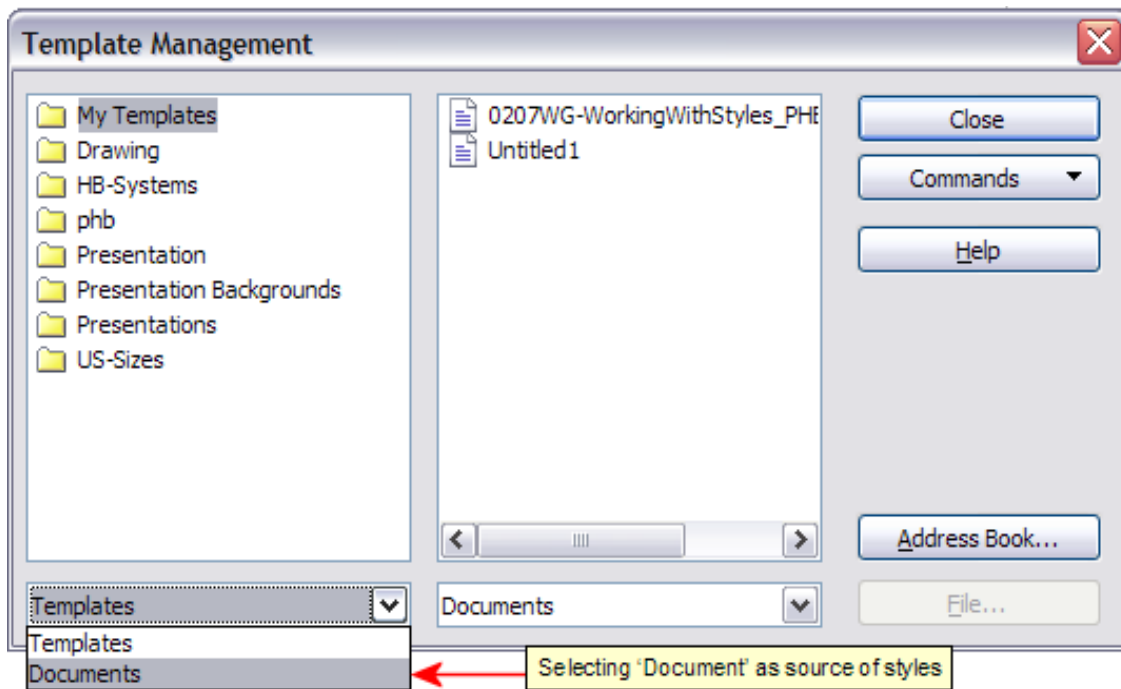 Template Management
My Templates
Drawing
HB-Systems
phb
Presentation
Presentation Backgrounds
Presentations
US-Sizes
0207WG-WorkingWithStyles_PHB
Untitled1
Close
Commands
Help
Address Book...
File...
Templates
Documents
Templates
Documents
Selecting ‘Document’ as source of styles